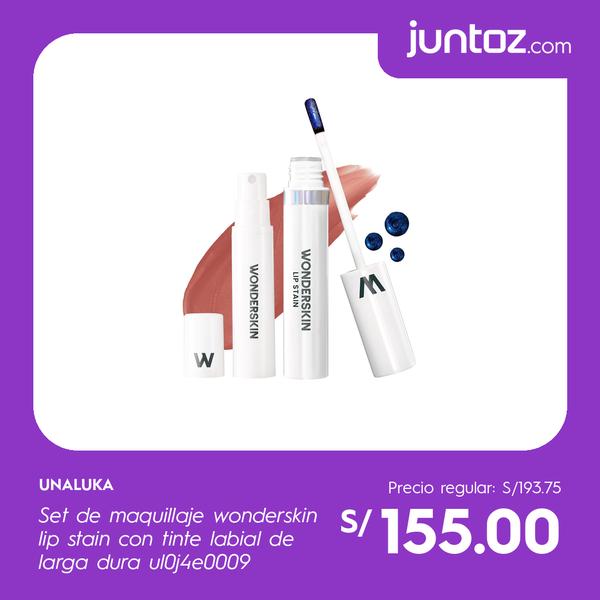 juntoz.com
WONDERSKIN
WONDERSKIN
LIP STAIN
W
W
UNALUKA
Set de maquillaje wonderskin
lip stain con tinte labial de
larga dura ul0j4e0009
Precio regular: S/193.75
S/155.00